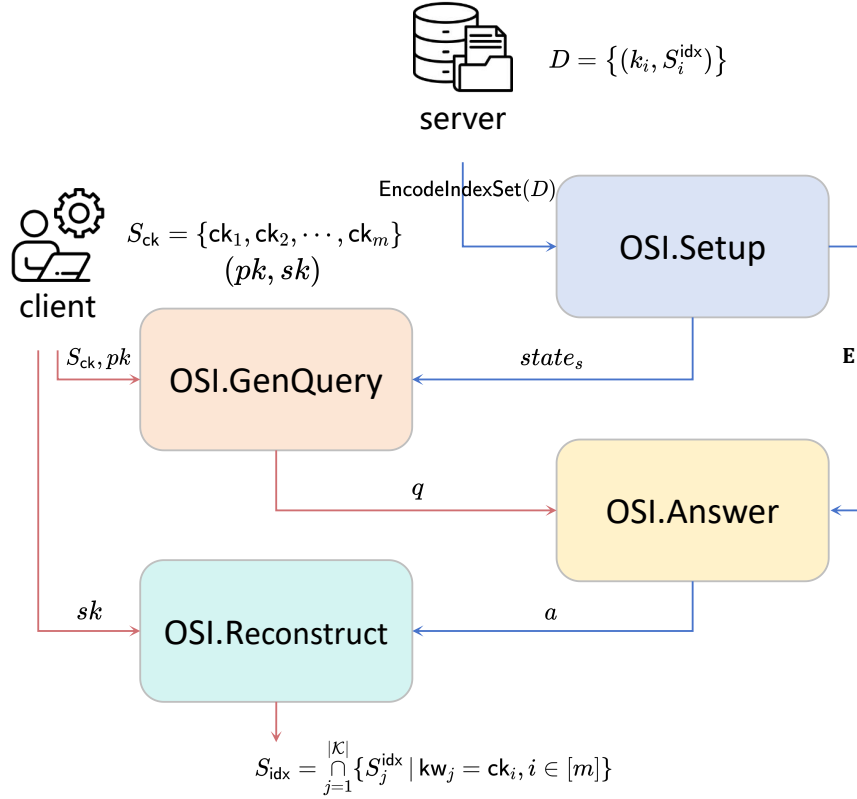 D = {(k_i, S_i^idx)}
server
EncodeIndexSet(D)
S_ck = {ck_1, ck_2, ⋯, ck_m}
(pk, sk)
client
OSI.Setup
S_ck, pk
state_s
E
OSI.GenQuery
q
OSI.Answer
sk
OSI.Reconstruct
a
S_idx = ∩_{j=1}^{|𝒦|} {S_j^idx | kw_j = ck_i, i ∈ [m]}